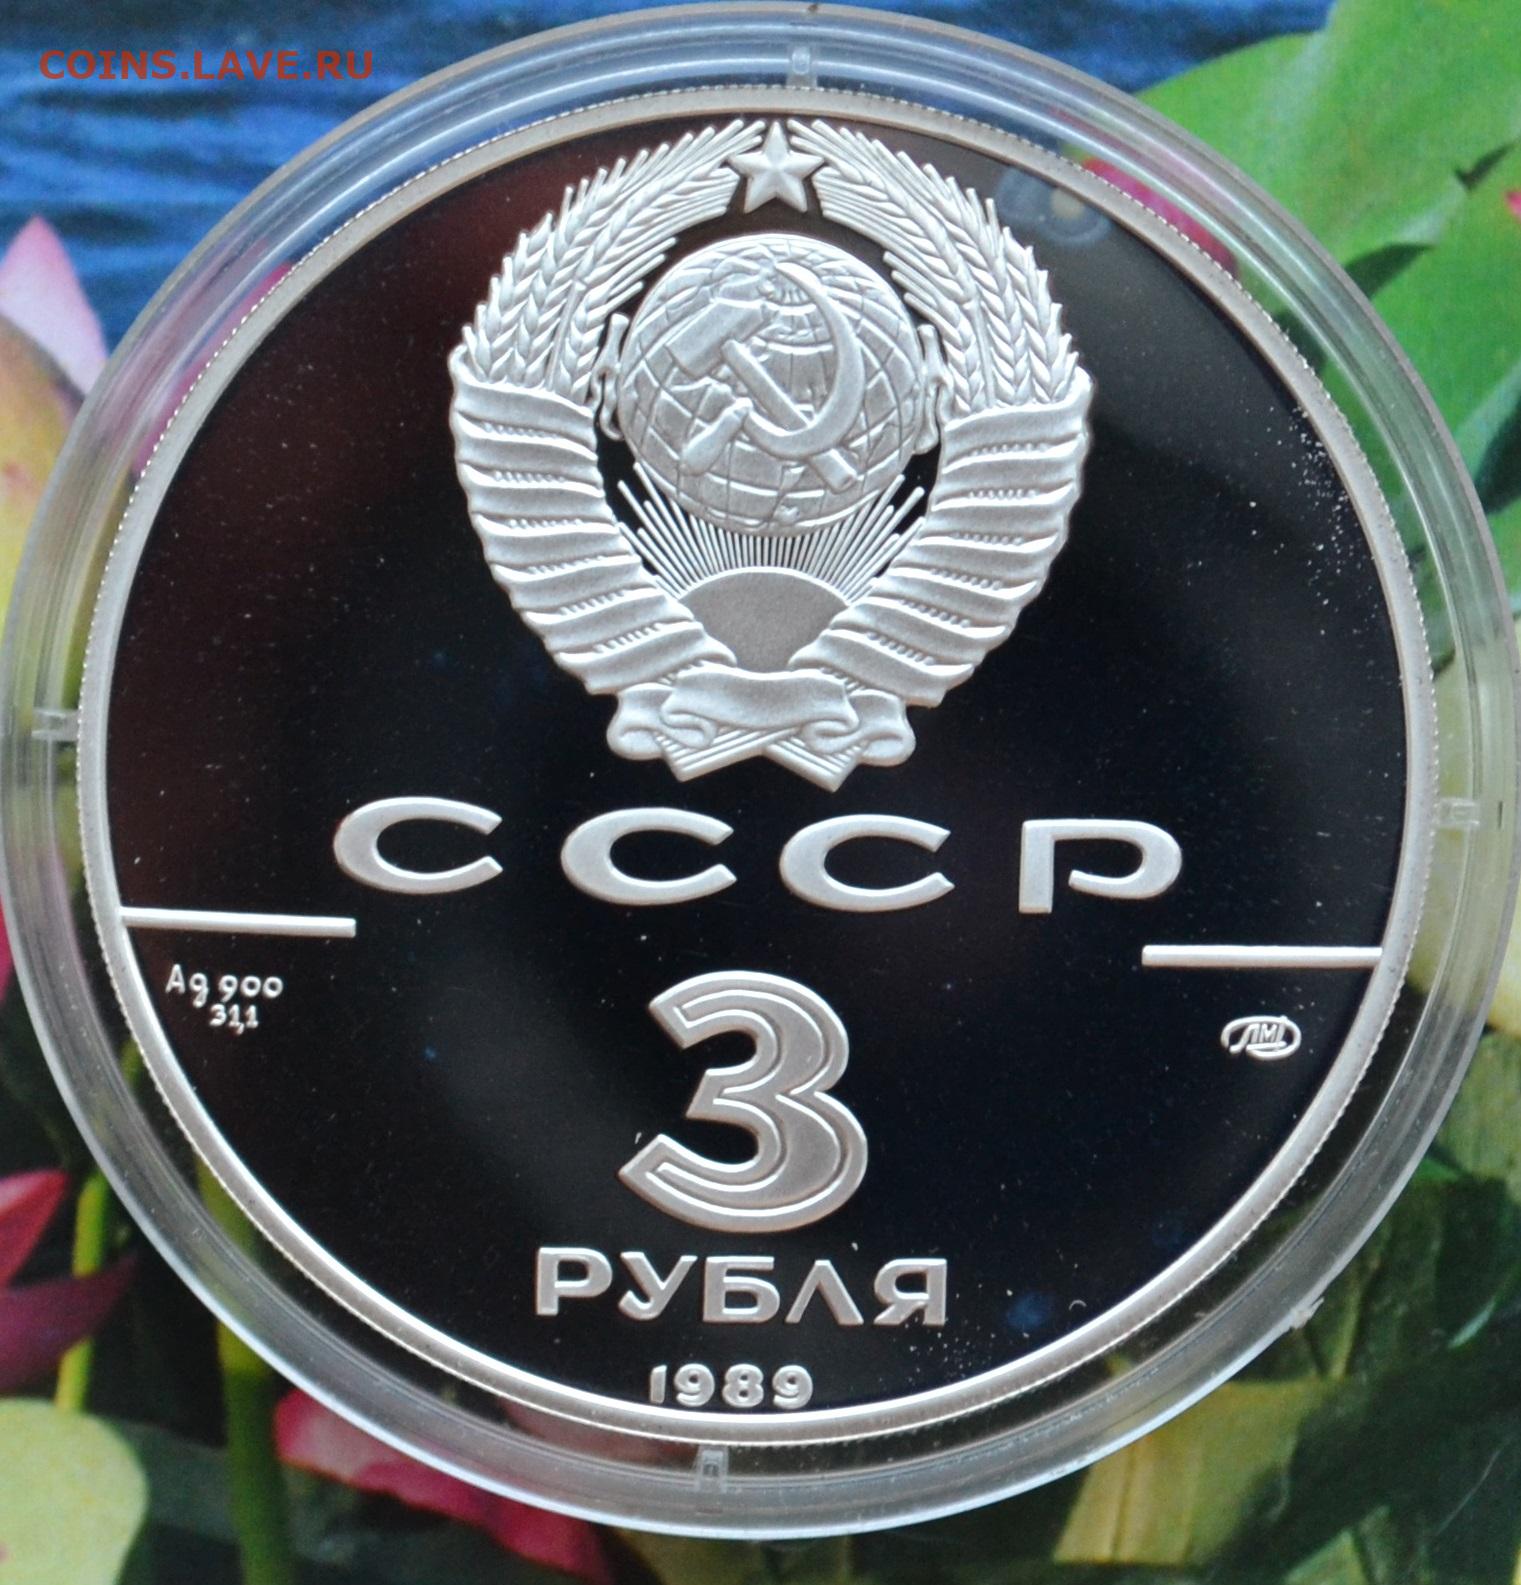 COINS.LAVE.RU
СССР
Ag 900
31,1
ЛМД
3
РУБЛЯ
1989